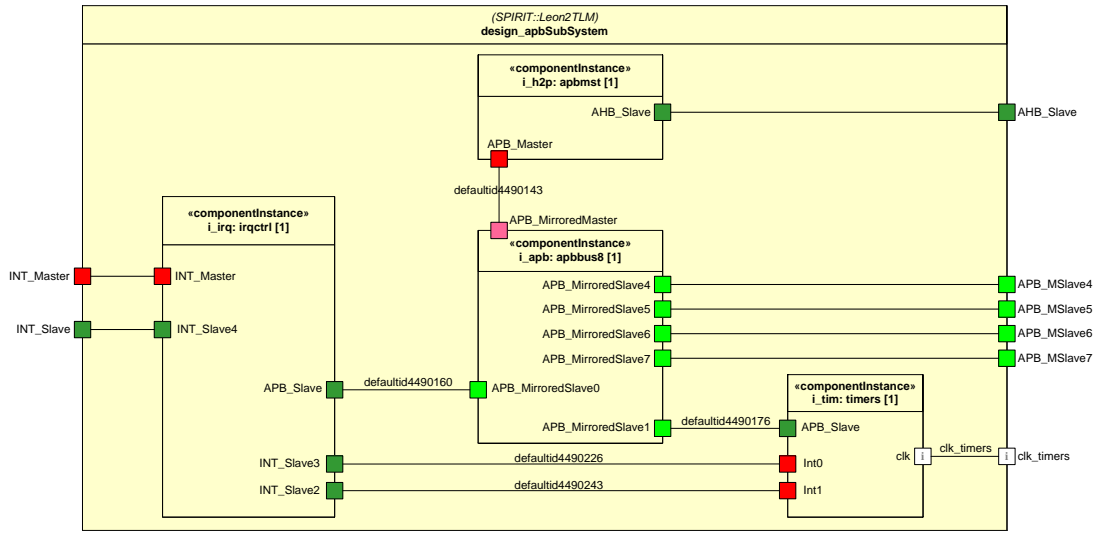 (SPIRIT::Leon2TLM)
design_apbSubSystem
«componentInstance»
i_h2p: apbmst [1]
AHB_Slave
AHB_Slave
APB_Master
defaultid4490143
«componentInstance»
i_irq: irqctrl [1]
APB_MirroredMaster
«componentInstance»
i_apb: apbbus8 [1]
INT_Master
INT_Master
APB_MirroredSlave4
APB_MSlave4
APB_MirroredSlave5
APB_MSlave5
INT_Slave
INT_Slave4
APB_MirroredSlave6
APB_MSlave6
APB_MirroredSlave7
APB_MSlave7
APB_Slave
defaultid4490160
APB_MirroredSlave0
«componentInstance»
i_tim: timers [1]
APB_MirroredSlave1
defaultid4490176
APB_Slave
clk
i
clk_timers
i
clk_timers
INT_Slave3
defaultid4490226
Int0
INT_Slave2
defaultid4490243
Int1